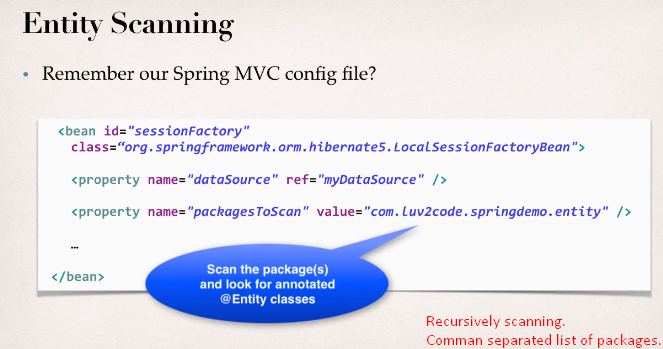 Entity Scanning
• Remember our Spring MVC config file?
<bean id="sessionFactory"
class=“org.springframework.orm.hibernate5.LocalSessionFactoryBean">
<property name="dataSource" ref="myDataSource" />
<property name="packagesToScan" value="com.luv2code.springdemo.entity" />
…
</bean>
Scan the package(s)
and look for annotated
@Entity classes
Recursively scanning.
Comman separated list of packages.